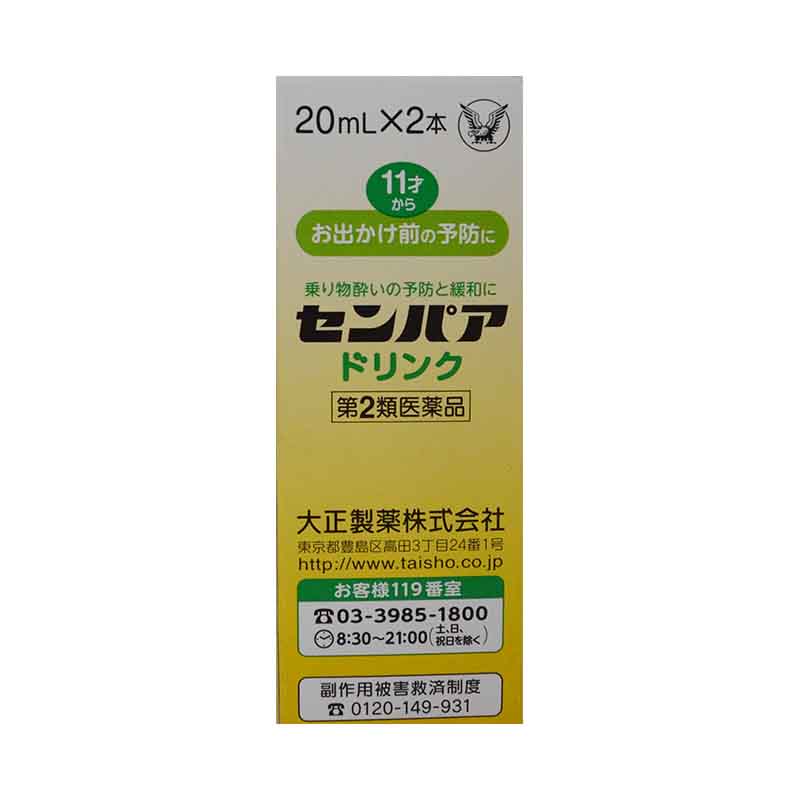 20mL×2本
11才
から
お出かけ前の予防に
乗り物酔いの予防と緩和に
センパア
ドリンク
第2類医薬品
大正製薬株式会社
東京都豊島区高田3丁目24番1号
http://www.taisho.co.jp
お客様119番室
☎03-3985-1800
8:30〜21:00(土、日、祝日を除く)
副作用被害救済制度
☎ 0120-149-931